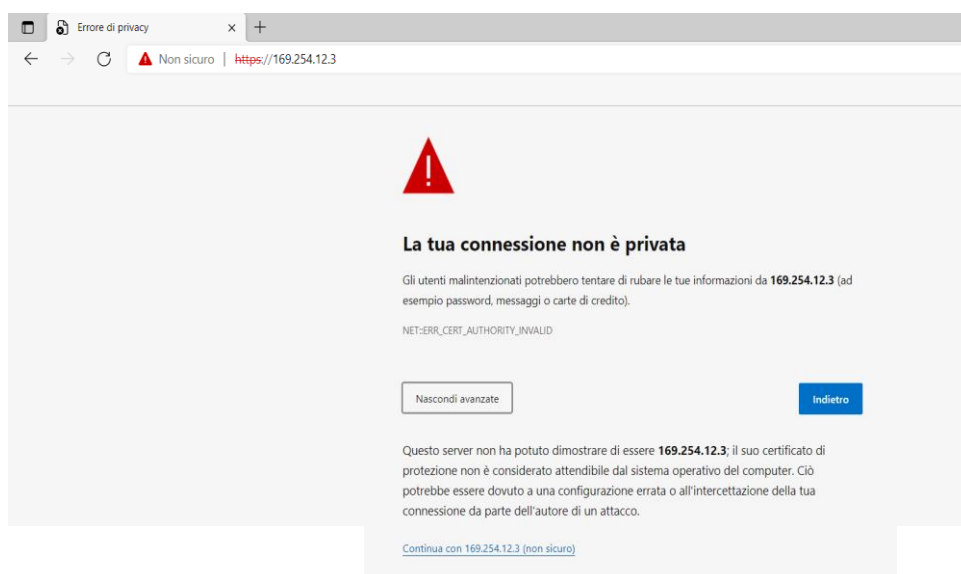 Errore di privacy
Non sicuro | https://169.254.12.3
La tua connessione non è privata
Gli utenti malintenzionati potrebbero tentare di rubare le tue informazioni da 169.254.12.3 (ad
esempio password, messaggi o carte di credito).
NET::ERR_CERT_AUTHORITY_INVALID
Nascondi avanzate
Indietro
Questo server non ha potuto dimostrare di essere 169.254.12.3; il suo certificato di
protezione non è considerato attendibile dal sistema operativo del computer. Ciò
potrebbe essere dovuto a una configurazione errata o all'intercettazione della tua
connessione da parte dell'autore di un attacco.
Continua con 169.254.12.3 (non sicuro)